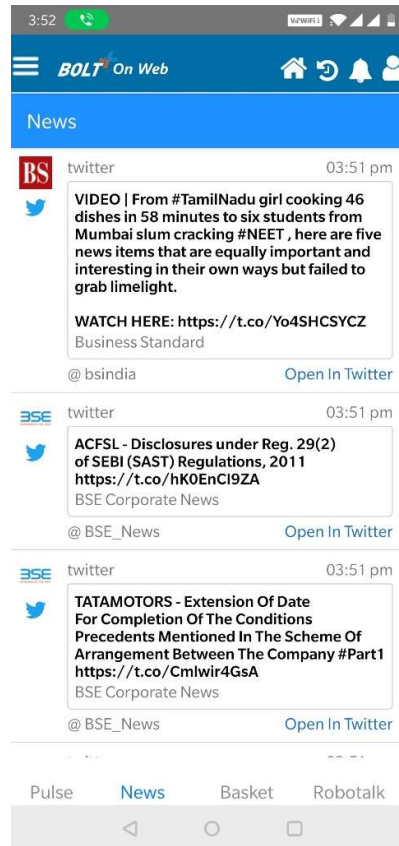 3:52
VoWiFi 1
BOLT+ On Web
News
BS
twitter 03:51 pm
VIDEO | From #TamilNadu girl cooking 46
dishes in 58 minutes to six students from
Mumbai slum cracking #NEET , here are five
news items that are equally important and
interesting in their own ways but failed to
grab limelight.
WATCH HERE: https://t.co/Yo4SHCSYCZ
Business Standard
@ bsindia Open In Twitter
BSE
twitter 03:51 pm
ACFSL - Disclosures under Reg. 29(2)
of SEBI (SAST) Regulations, 2011
https://t.co/hK0EnCI9ZA
BSE Corporate News
@ BSE_News Open In Twitter
BSE
twitter 03:51 pm
TATAMOTORS - Extension Of Date
For Completion Of The Conditions
Precedents Mentioned In The Scheme Of
Arrangement Between The Company #Part1
https://t.co/Cmlwir4GsA
BSE Corporate News
@ BSE_News Open In Twitter
Pulse News Basket Robotalk